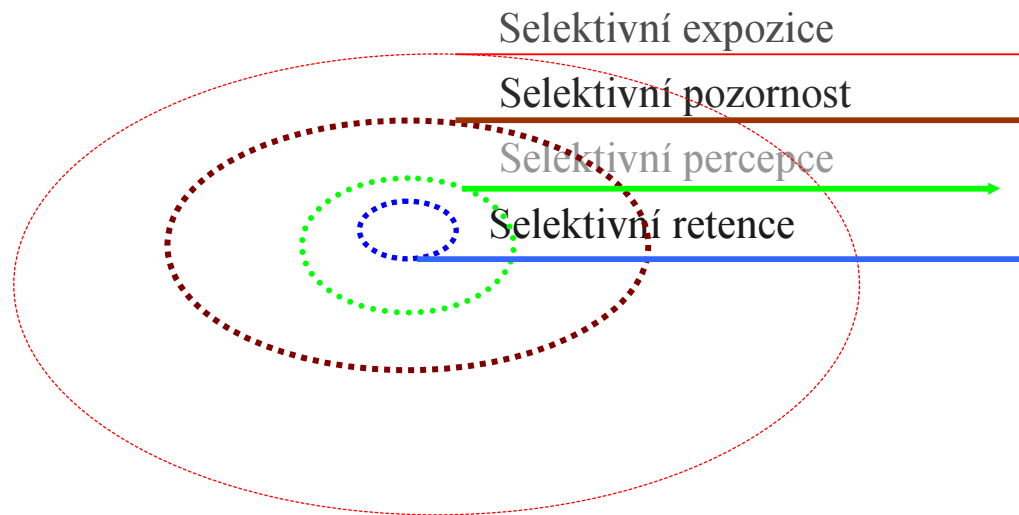 Selektivní expozice
Selektivní pozornost
Selektivní percepce
Selektivní retence